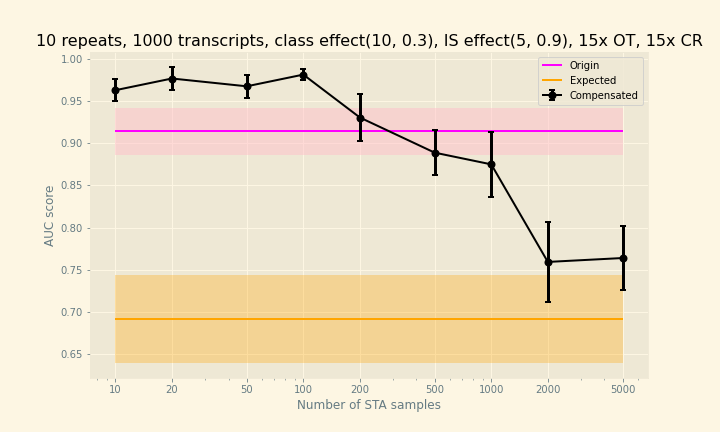 10 repeats, 1000 transcripts, class effect(10, 0.3), IS effect(5, 0.9), 15x OT, 15x CR
1.00
0.95
0.90
0.85
0.80
0.75
0.70
0.65
AUC score
Origin
Expected
Compensated
10 20 50 100 200 500 1000 2000 5000
Number of STA samples